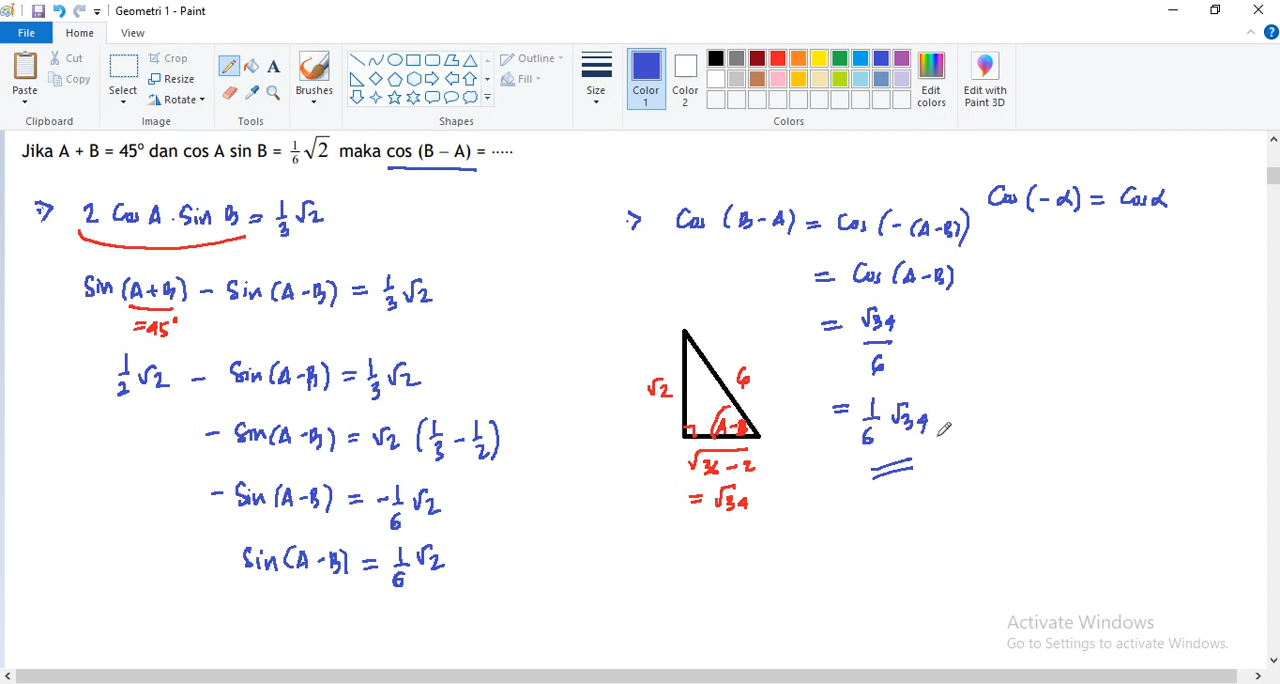 Geometri 1 - Paint
File Home View
Paste Cut Copy Clipboard
Select Crop Resize Rotate Image
Tools
Brushes
Shapes Outline Fill
Size
Color 1 Color 2 Colors
Edit colors
Edit with Paint 3D
Jika A + B = 45° dan cos A sin B = 1/6 √2 maka cos (B – A) = .....
2 Cos A . Sin B = 1/3 √2
Sin (A+B) - Sin (A-B) = 1/3 √2
= 45°
1/2 √2 - Sin (A-B) = 1/3 √2
- Sin (A-B) = √2 (1/3 - 1/2)
- Sin (A-B) = -1/6 √2
Sin (A-B) = 1/6 √2
Cos (B-A) = Cos (-(A-B))
Cos (-α) = Cos α
= Cos (A-B)
= √34/6
= 1/6 √34
√2
6
A-B
√36-2
= √34
Activate Windows
Go to Settings to activate Windows.